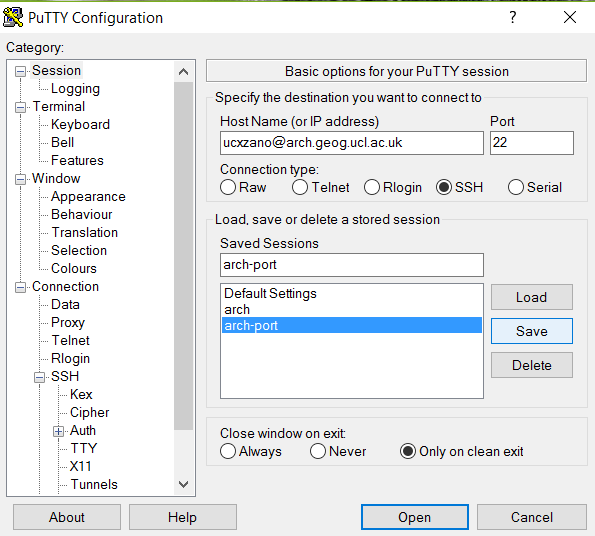 PuTTY Configuration
?
Category:
Session
Logging
Terminal
Keyboard
Bell
Features
Window
Appearance
Behaviour
Translation
Selection
Colours
Connection
Data
Proxy
Telnet
Rlogin
SSH
Kex
Cipher
Auth
TTY
X11
Tunnels
Basic options for your PuTTY session
Specify the destination you want to connect to
Host Name (or IP address) Port
ucxzano@arch.geog.ucl.ac.uk 22
Connection type:
Raw Telnet Rlogin SSH Serial
Load, save or delete a stored session
Saved Sessions
arch-port
Default Settings
arch
arch-port
Load
Save
Delete
Close window on exit:
Always Never Only on clean exit
About Help Open Cancel